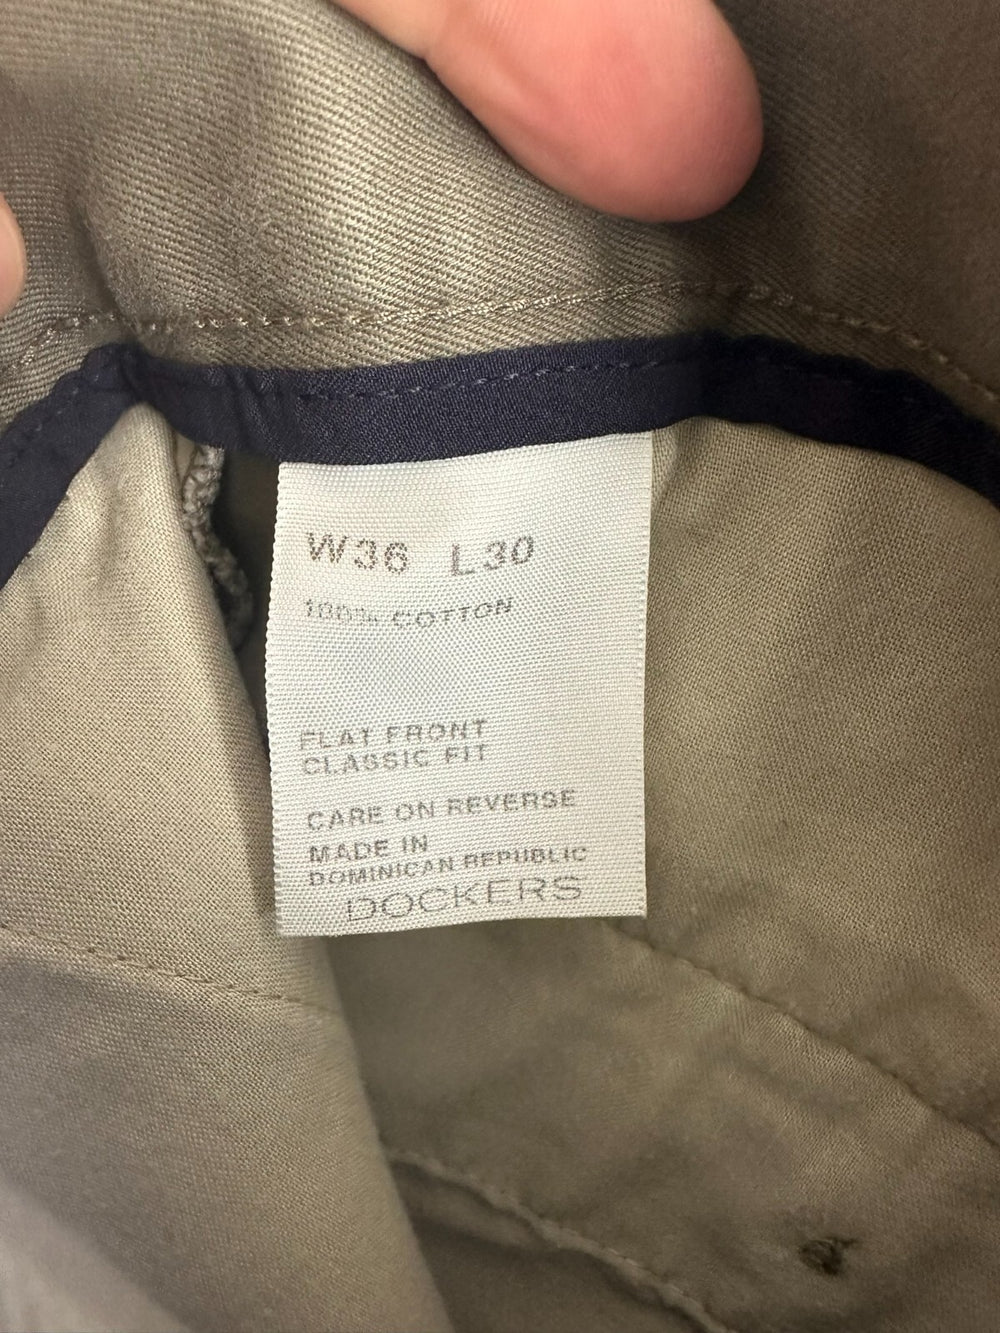 W36 L30
100% COTTON
FLAT FRONT
CLASSIC FIT
CARE ON REVERSE
MADE IN
DOMINICAN REPUBLIC
DOCKERS